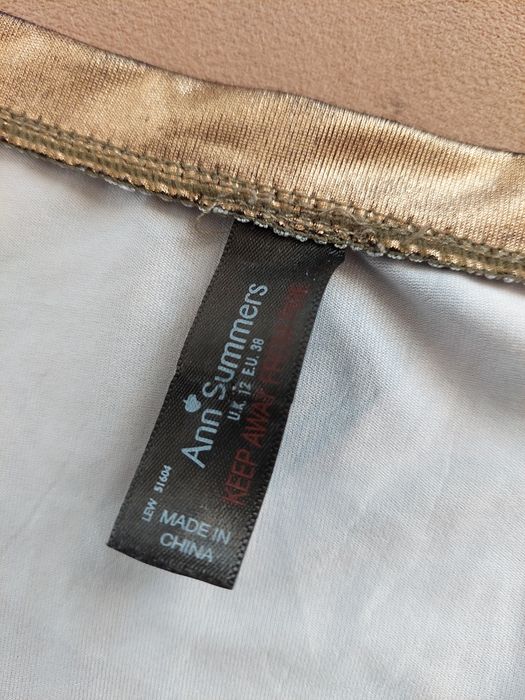 Ann Summers
U.K. 12 E.U. 38
KEEP AWAY FROM FIRE
LEW 51604
MADE IN
CHINA